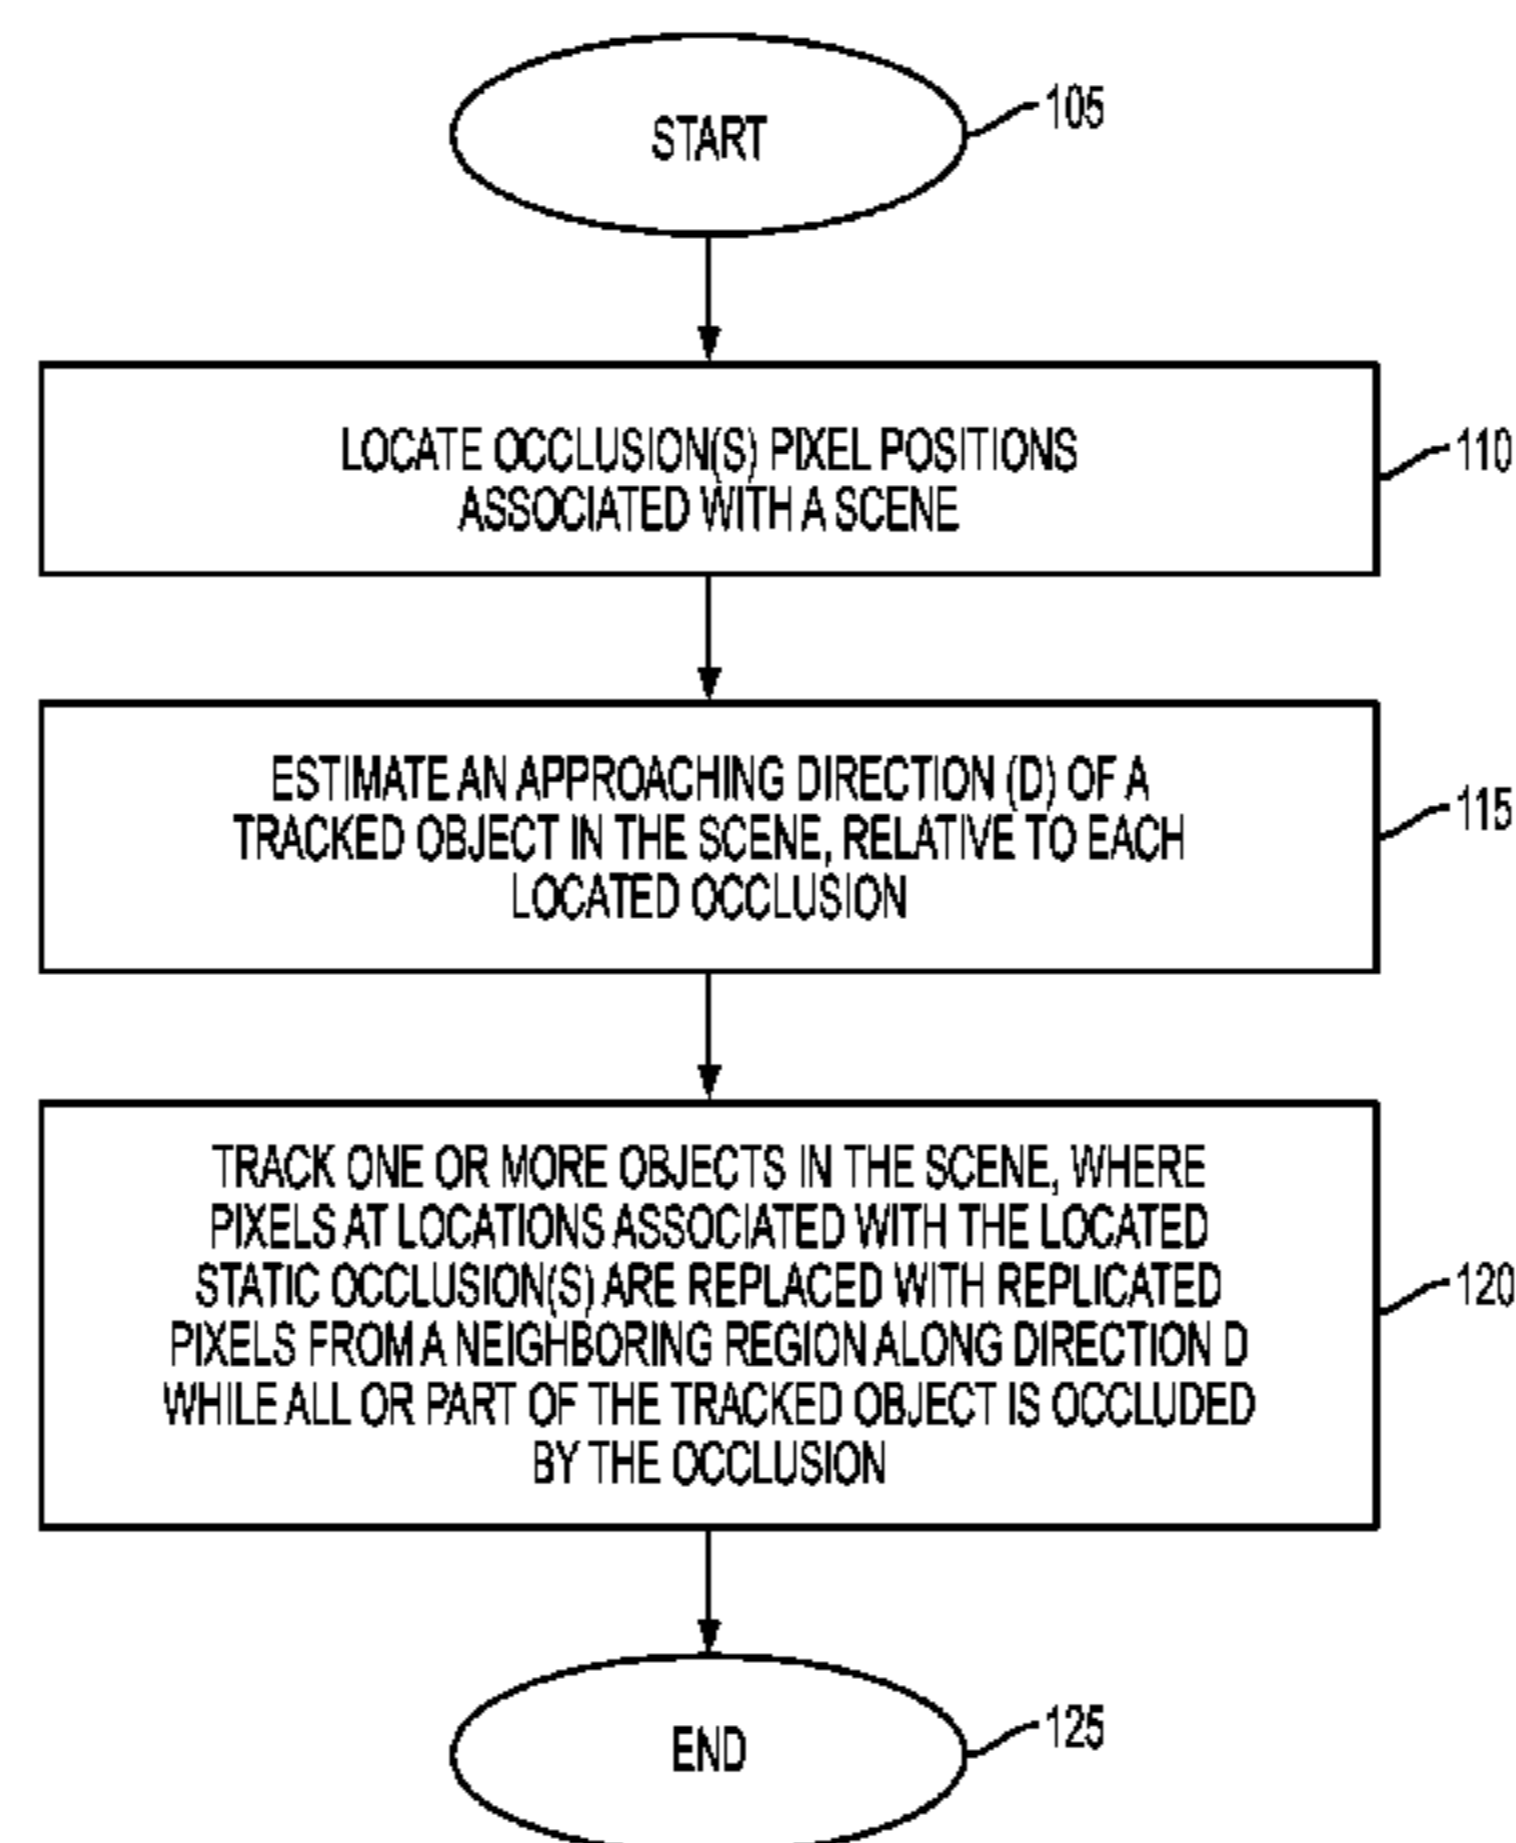 START
105
LOCATE OCCLUSION(S) PIXEL POSITIONS
ASSOCIATED WITH A SCENE
110
ESTIMATE AN APPROACHING DIRECTION (D) OF A
TRACKED OBJECT IN THE SCENE, RELATIVE TO EACH
LOCATED OCCLUSION
115
TRACK ONE OR MORE OBJECTS IN THE SCENE, WHERE
PIXELS AT LOCATIONS ASSOCIATED WITH THE LOCATED
STATIC OCCLUSION(S) ARE REPLACED WITH REPLICATED
PIXELS FROM A NEIGHBORING REGION ALONG DIRECTION D
WHILE ALL OR PART OF THE TRACKED OBJECT IS OCCLUDED
BY THE OCCLUSION
120
END
125